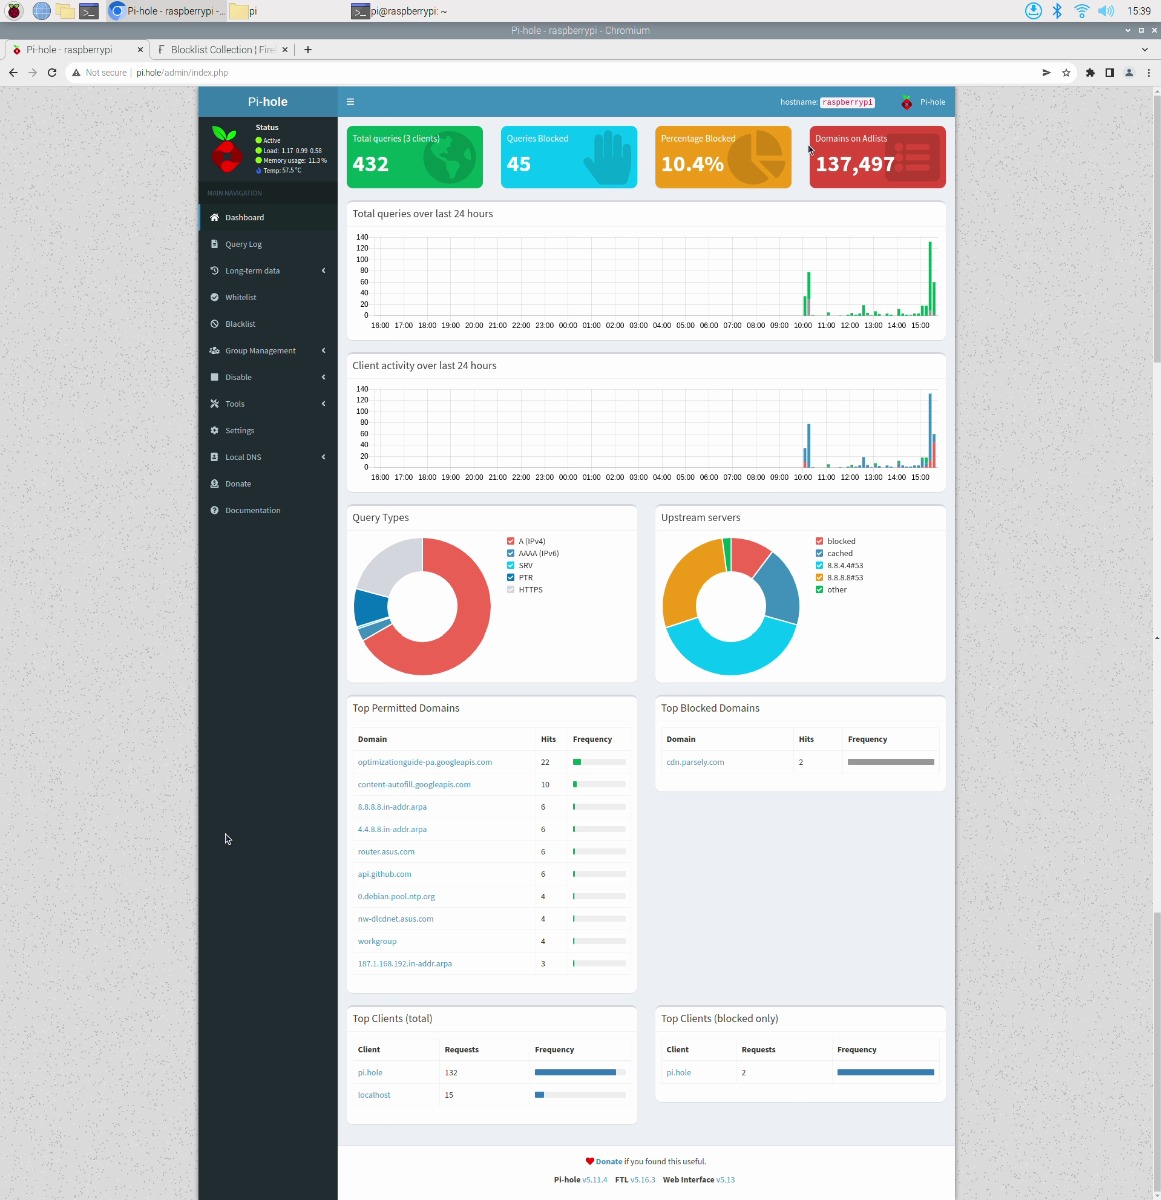 Pi-hole - raspberrypi -...
pi
pi@raspberrypi: ~
15:39
Pi-hole - raspberrypi - Chromium
Pi-hole - raspberrypi
Blocklist Collection | Fire
Not secure | pi.hole/admin/index.php
Pi-hole
hostname: raspberrypi
Pi-hole
Status
Active
Load: 1.17 0.99 0.58
Memory usage: 11.3 %
Temp: 57.5 °C
MAIN NAVIGATION
Dashboard
Query Log
Long-term data
Whitelist
Blacklist
Group Management
Disable
Tools
Settings
Local DNS
Donate
Documentation
Total queries (3 clients)
432
Queries Blocked
45
Percentage Blocked
10.4%
Domains on Adlists
137,497
Total queries over last 24 hours
140
120
100
80
60
40
20
0
16:00 17:00 18:00 19:00 20:00 21:00 22:00 23:00 00:00 01:00 02:00 03:00 04:00 05:00 06:00 07:00 08:00 09:00 10:00 11:00 12:00 13:00 14:00 15:00
Client activity over last 24 hours
140
120
100
80
60
40
20
0
16:00 17:00 18:00 19:00 20:00 21:00 22:00 23:00 00:00 01:00 02:00 03:00 04:00 05:00 06:00 07:00 08:00 09:00 10:00 11:00 12:00 13:00 14:00 15:00
Query Types
A (IPv4)
AAAA (IPv6)
SRV
PTR
HTTPS
Upstream servers
blocked
cached
8.8.4.4#53
8.8.8.8#53
other
Top Permitted Domains
Domain Hits Frequency
optimizationguide-pa.googleapis.com 22
content-autofill.googleapis.com 10
8.8.8.8.in-addr.arpa 6
4.4.8.8.in-addr.arpa 6
router.asus.com 6
api.github.com 6
0.debian.pool.ntp.org 4
nw-dlcdnet.asus.com 4
workgroup 4
187.1.168.192.in-addr.arpa 3
Top Blocked Domains
Domain Hits Frequency
cdn.parsely.com 2
Top Clients (total)
Client Requests Frequency
pi.hole 132
localhost 15
Top Clients (blocked only)
Client Requests Frequency
pi.hole 2
Donate if you found this useful.
Pi-hole v5.11.4 FTL v5.16.3 Web Interface v5.13